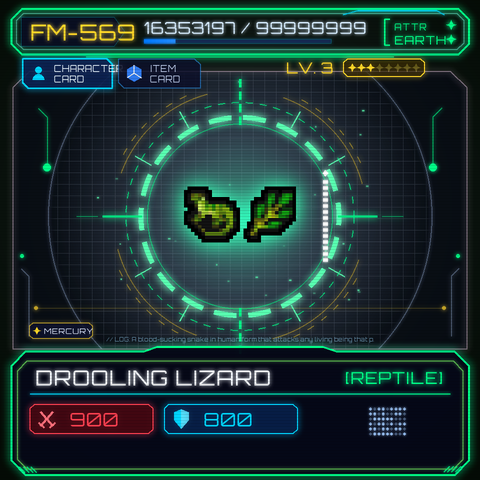 FM-569
16353197 / 99999999
ATTR
EARTH
CHARACTER
CARD
ITEM
CARD
LV. 3
MERCURY
// LOG: A blood-sucking snake in human form that attacks any living being that p
DROOLING LIZARD
[REPTILE]
900
800